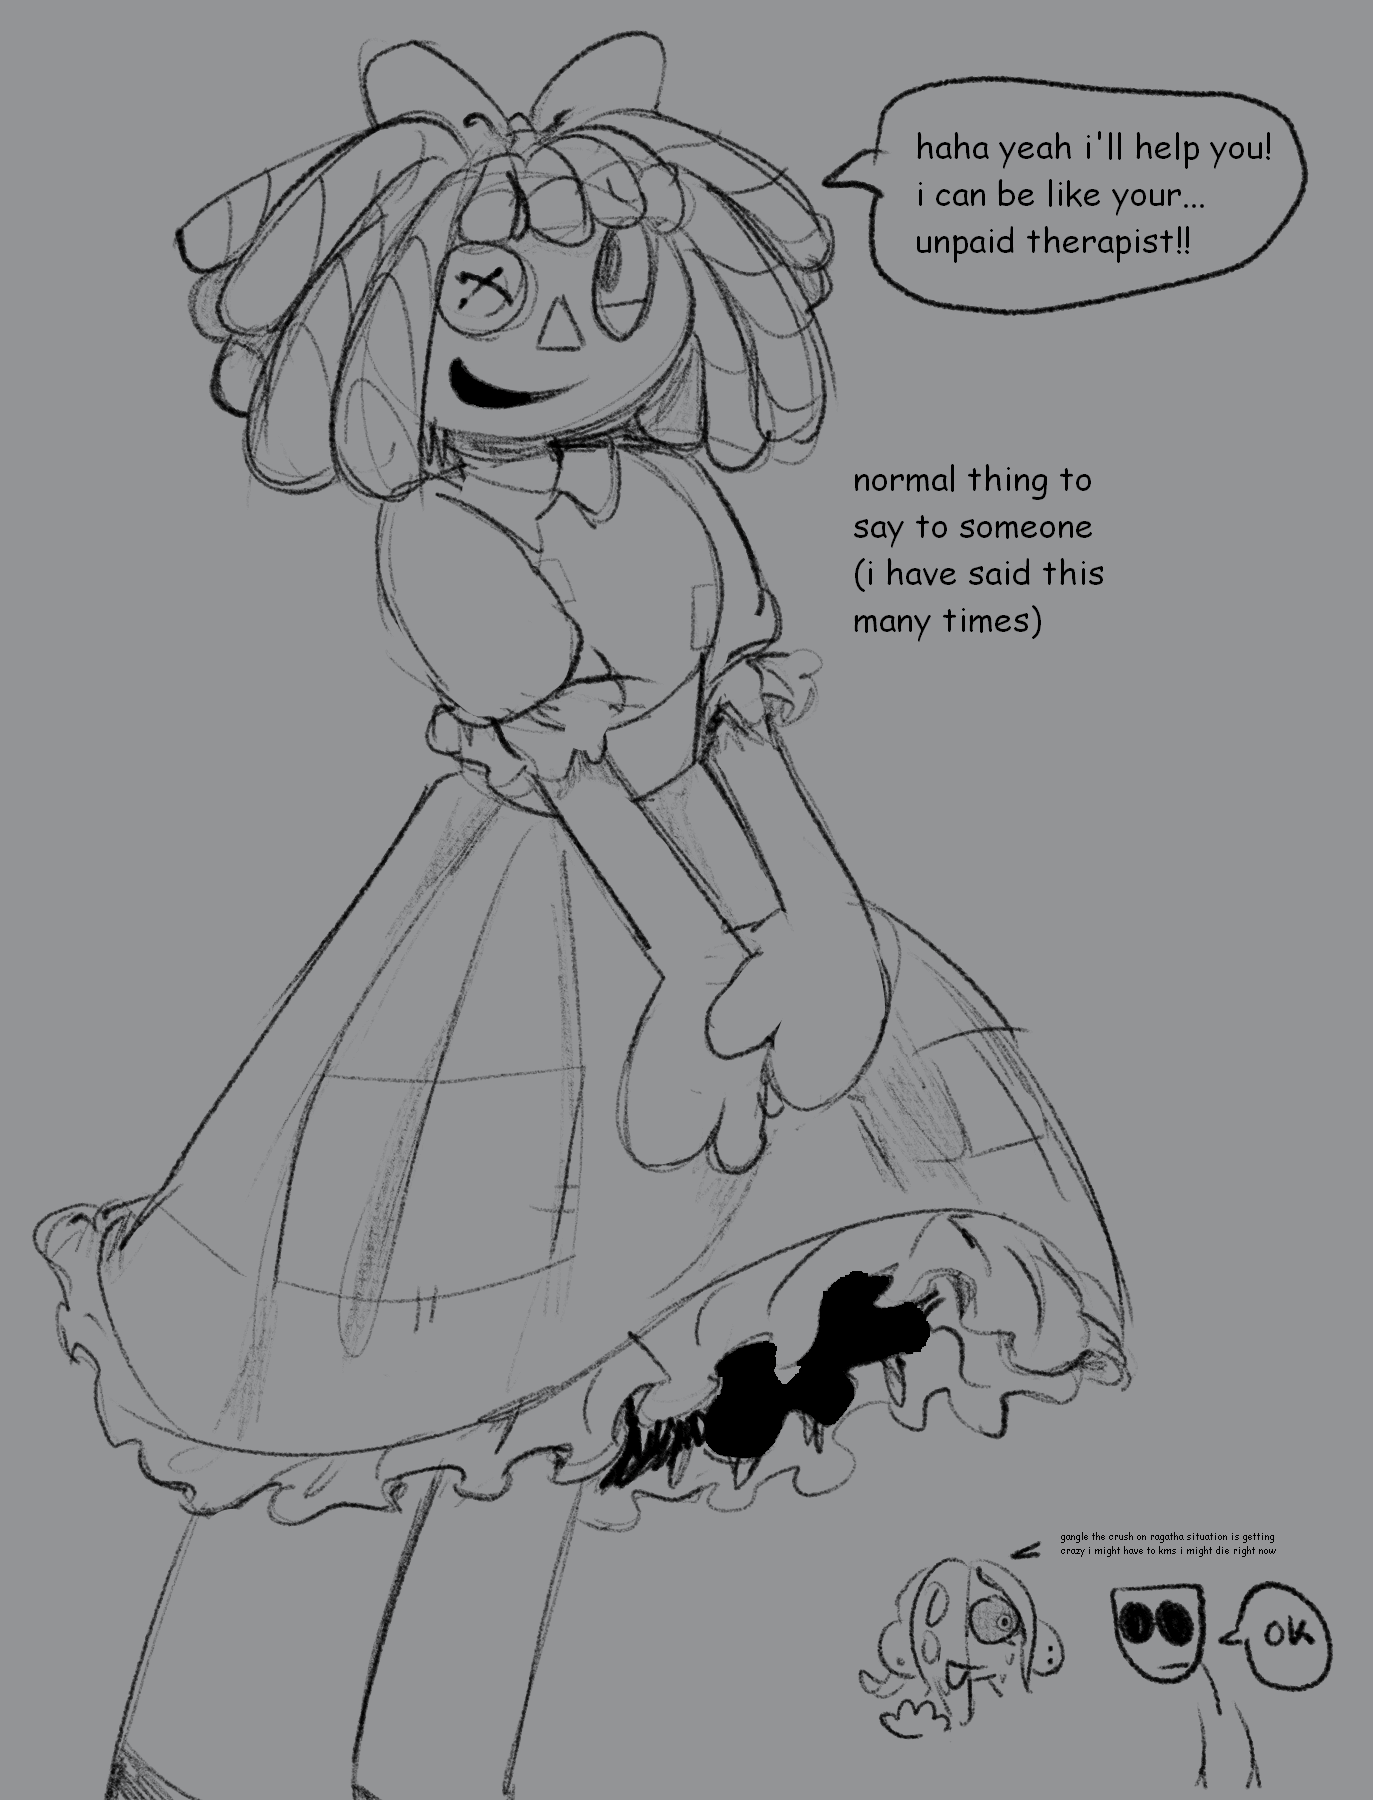 haha yeah i'll help you!
i can be like your...
unpaid therapist!!
normal thing to
say to someone
(i have said this
many times)
gangle the crush on ragatha situation is getting
crazy i might have to kms i might die right now
OK